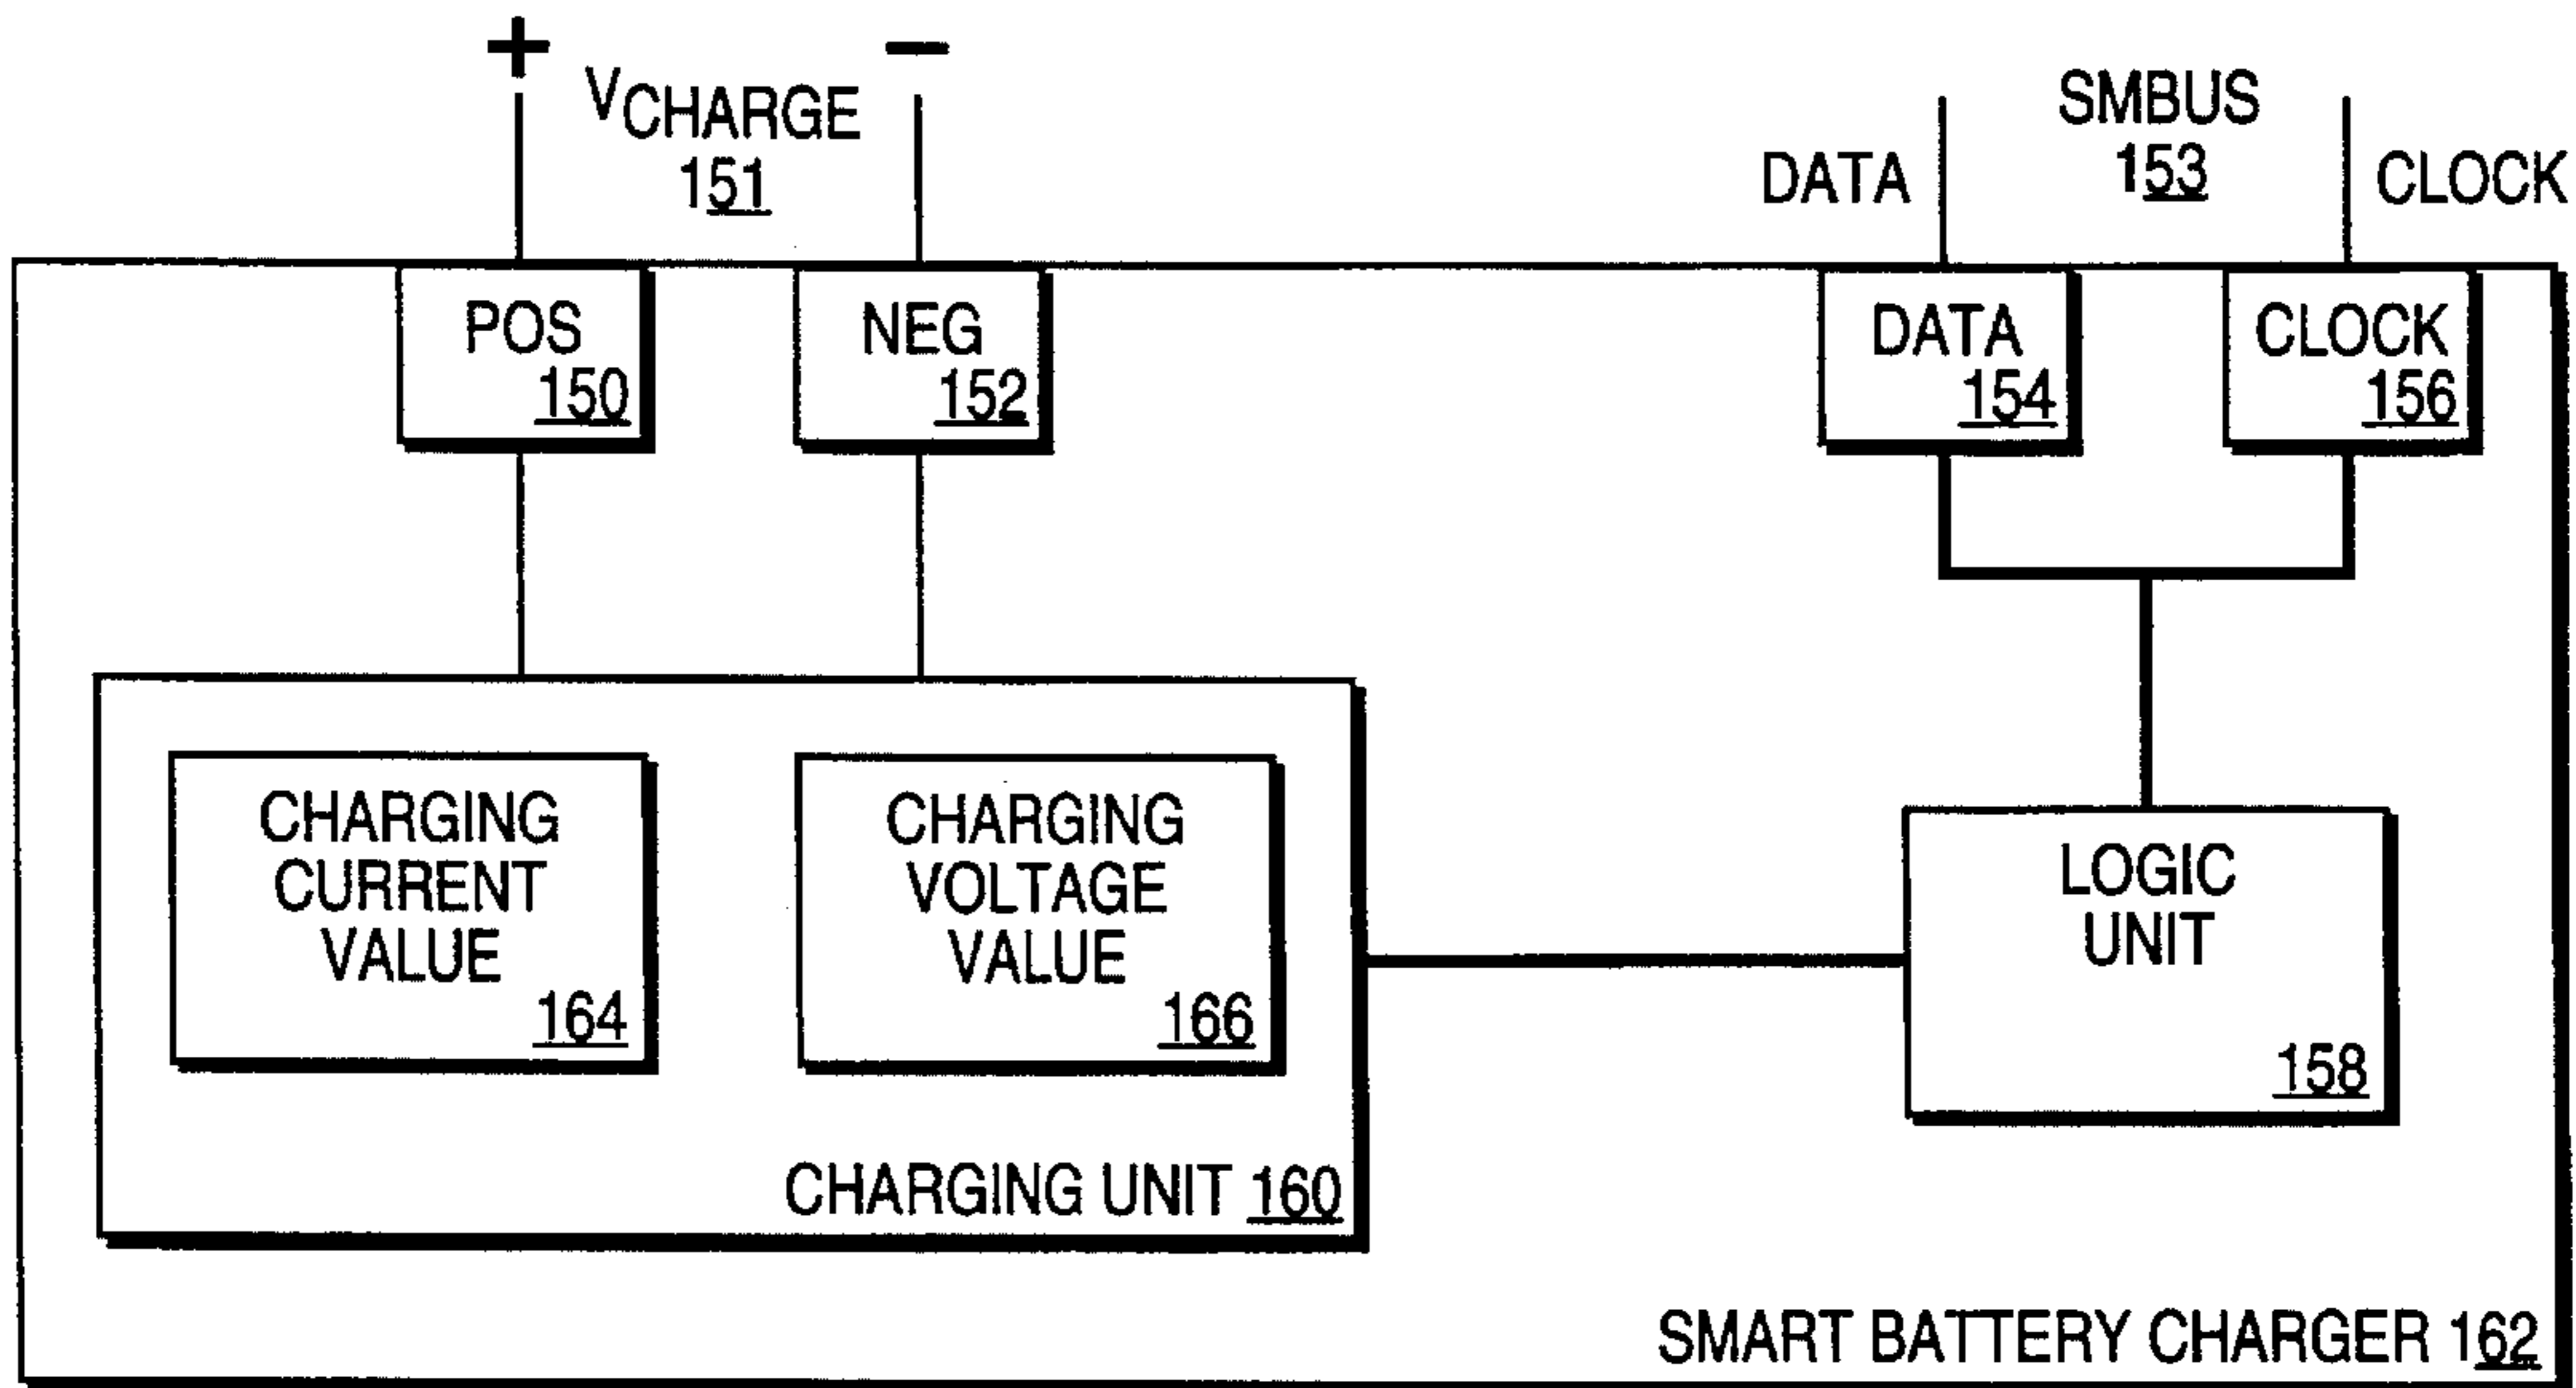 + −
VCHARGE
151
SMBUS
153
DATA
CLOCK
POS
150
NEG
152
DATA
154
CLOCK
156
CHARGING
CURRENT
VALUE
164
CHARGING
VOLTAGE
VALUE
166
LOGIC
UNIT
158
CHARGING UNIT 160
SMART BATTERY CHARGER 162